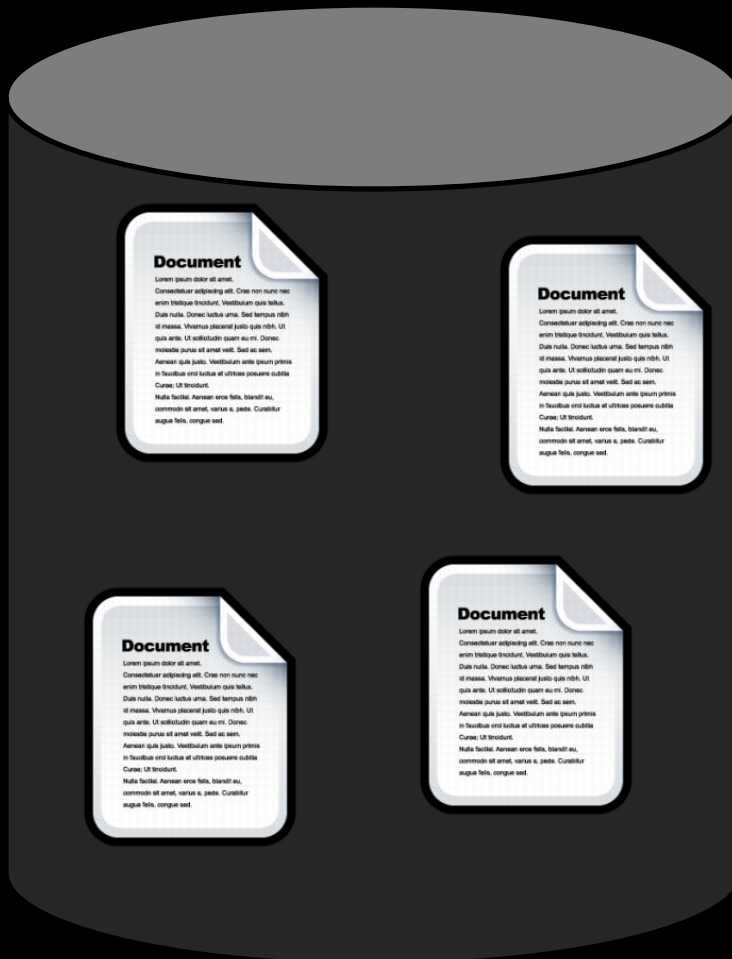 Document
Lorem ipsum dolor sit amet.
Consectetuer adipiscing elit. Cras non nunc nec
enim tristique tincidunt. Vestibulum quis tellus.
Duis nulla. Donec luctus urna. Sed tempus nibh
id massa. Vivamus placerat justo quis nibh. Ut
quis ante. Ut sollicitudin quam eu mi. Donec
molestie purus sit amet velit. Sed ac sem.
Aenean quis justo. Vestibulum ante ipsum primis
in faucibus orci luctus et ultrices posuere cubilia
Curae; Ut tincidunt.
Nulla facilisi. Aenean eros felis, blandit eu,
commodo sit amet, varius a, pede. Curabitur
augue felis, congue sed.
Document
Lorem ipsum dolor sit amet.
Consectetuer adipiscing elit. Cras non nunc nec
enim tristique tincidunt. Vestibulum quis tellus.
Duis nulla. Donec luctus urna. Sed tempus nibh
id massa. Vivamus placerat justo quis nibh. Ut
quis ante. Ut sollicitudin quam eu mi. Donec
molestie purus sit amet velit. Sed ac sem.
Aenean quis justo. Vestibulum ante ipsum primis
in faucibus orci luctus et ultrices posuere cubilia
Curae; Ut tincidunt.
Nulla facilisi. Aenean eros felis, blandit eu,
commodo sit amet, varius a, pede. Curabitur
augue felis, congue sed.
Document
Lorem ipsum dolor sit amet.
Consectetuer adipiscing elit. Cras non nunc nec
enim tristique tincidunt. Vestibulum quis tellus.
Duis nulla. Donec luctus urna. Sed tempus nibh
id massa. Vivamus placerat justo quis nibh. Ut
quis ante. Ut sollicitudin quam eu mi. Donec
molestie purus sit amet velit. Sed ac sem.
Aenean quis justo. Vestibulum ante ipsum primis
in faucibus orci luctus et ultrices posuere cubilia
Curae; Ut tincidunt.
Nulla facilisi. Aenean eros felis, blandit eu,
commodo sit amet, varius a, pede. Curabitur
augue felis, congue sed.
Document
Lorem ipsum dolor sit amet.
Consectetuer adipiscing elit. Cras non nunc nec
enim tristique tincidunt. Vestibulum quis tellus.
Duis nulla. Donec luctus urna. Sed tempus nibh
id massa. Vivamus placerat justo quis nibh. Ut
quis ante. Ut sollicitudin quam eu mi. Donec
molestie purus sit amet velit. Sed ac sem.
Aenean quis justo. Vestibulum ante ipsum primis
in faucibus orci luctus et ultrices posuere cubilia
Curae; Ut tincidunt.
Nulla facilisi. Aenean eros felis, blandit eu,
commodo sit amet, varius a, pede. Curabitur
augue felis, congue sed.